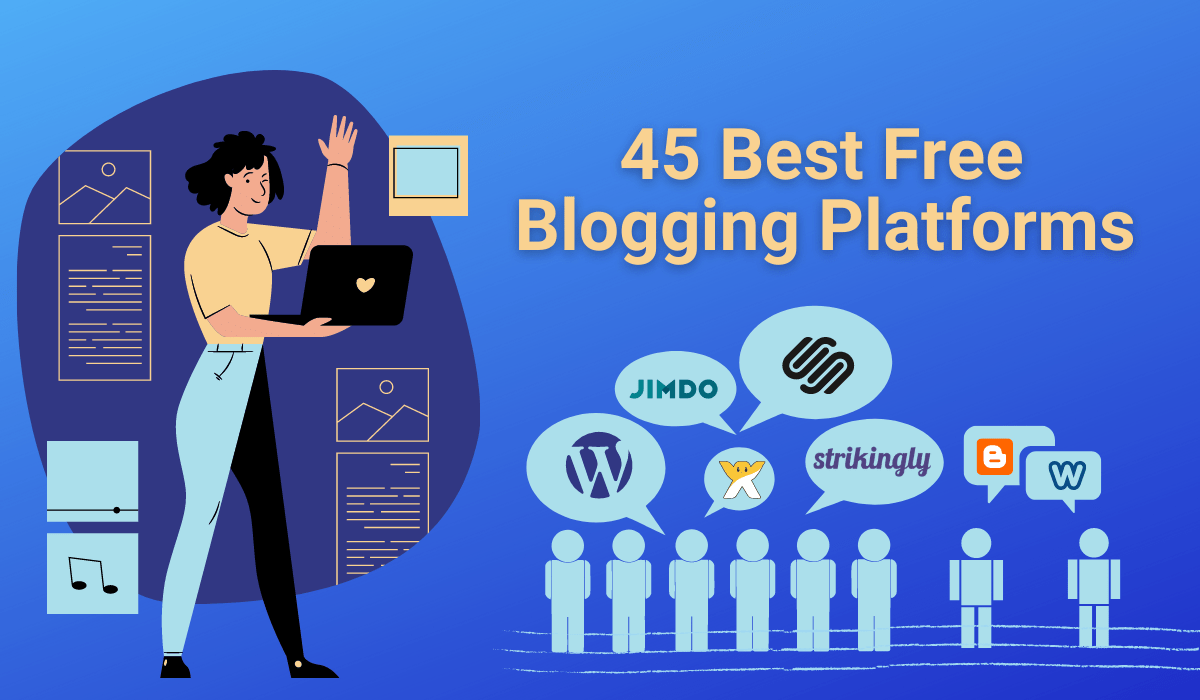 45 Best Free
Blogging Platforms
JIMDO
W
strikingly
B
W